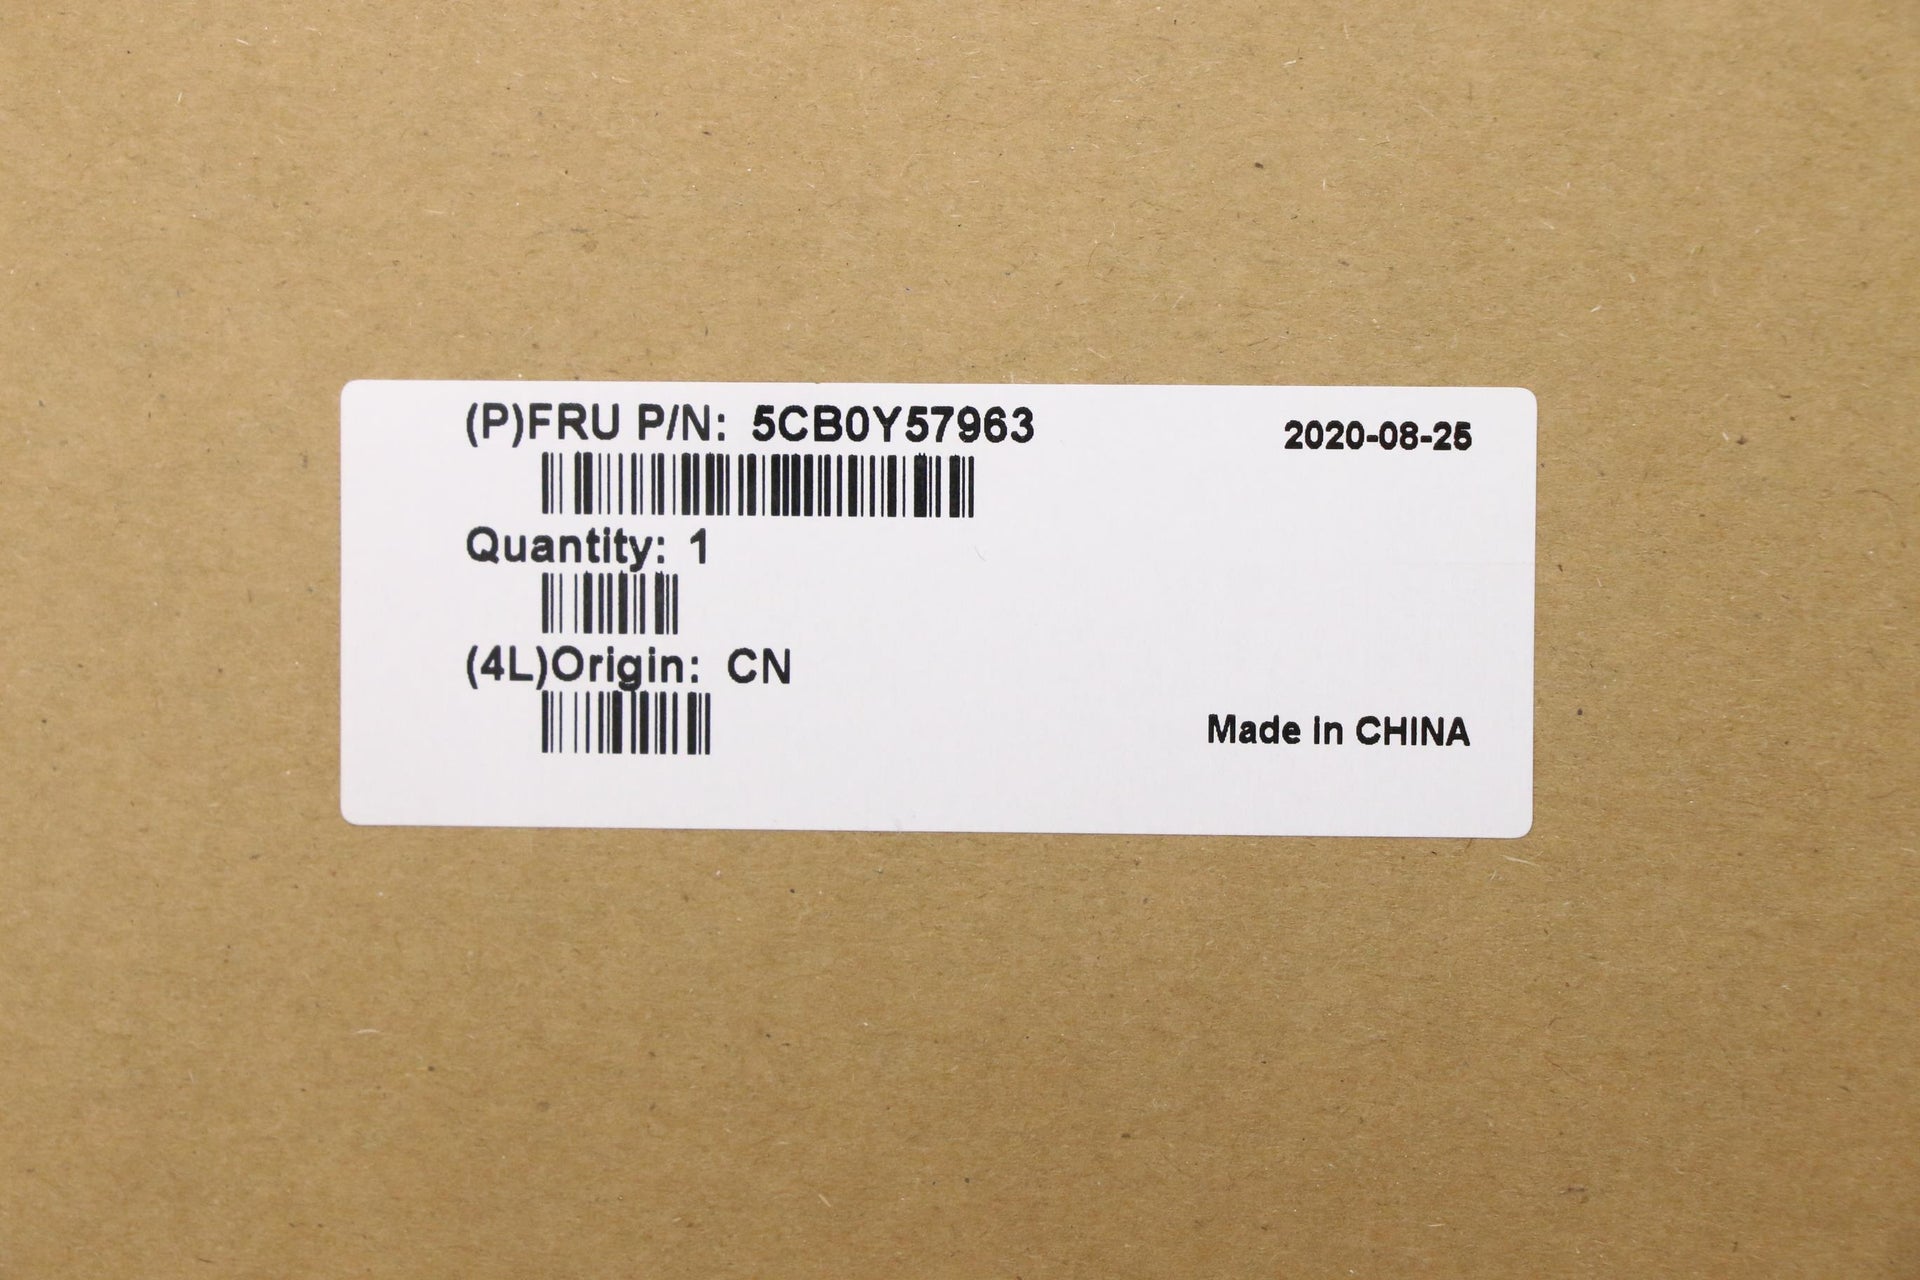 (P)FRU P/N: 5CB0Y57963
2020-08-25
Quantity: 1
(4L)Origin: CN
Made in CHINA